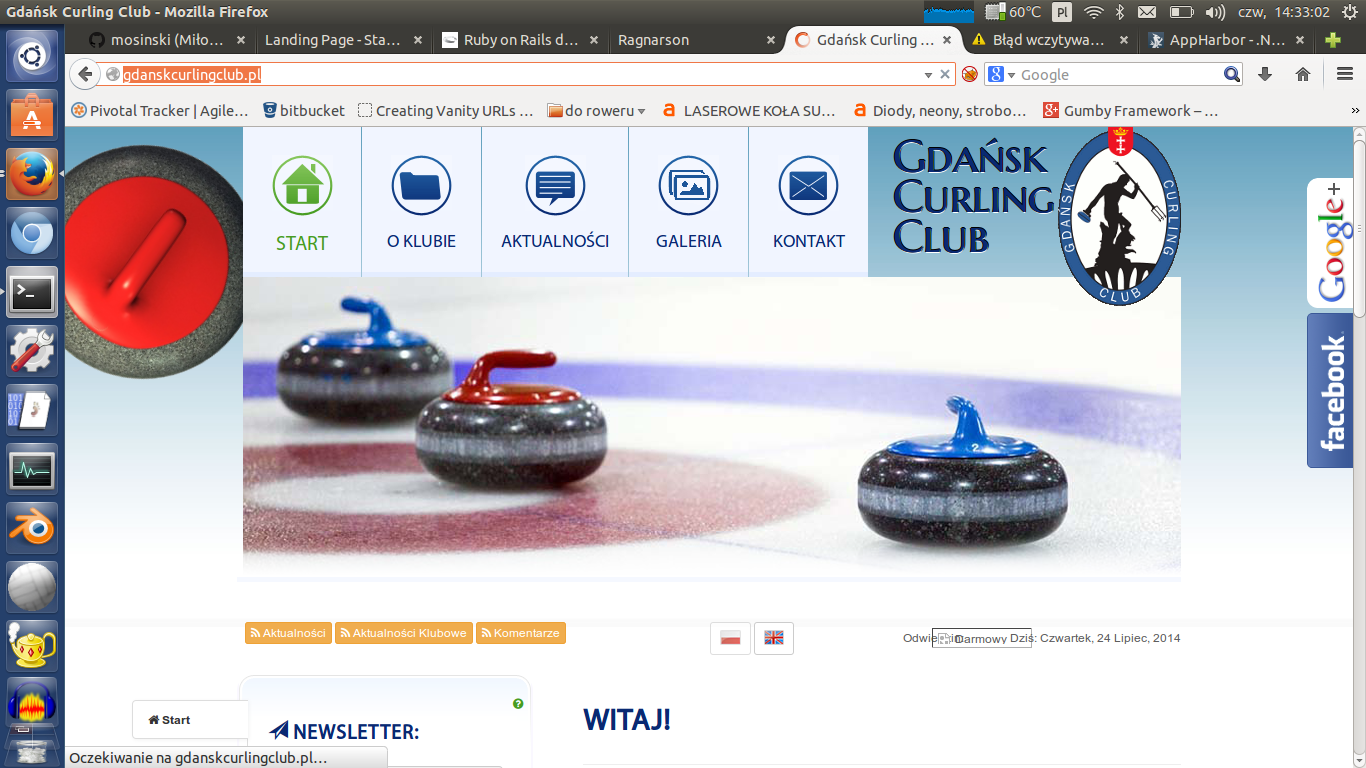 Gdańsk Curling Club - Mozilla Firefox
60°C Pl czw, 14:33:02
mosinski (Miło... Landing Page - Sta... Ruby on Rails d... Ragnarson Gdańsk Curling ... Błąd wczytywa... AppHarbor - .N...
gdanskcurlingclub.pl Google
Pivotal Tracker | Agile... bitbucket Creating Vanity URLs ... do roweru LASEROWE KOŁA SU... Diody, neony, strobo... Gumby Framework – ... »
START O KLUBIE AKTUALNOŚCI GALERIA KONTAKT
GDAŃSK
CURLING
CLUB
GDAŃSK CURLING CLUB
Google+
facebook
2
Aktualności Aktualności Klubowe Komentarze
Darmowy Dziś: Czwartek, 24 Lipiec, 2014
Start
NEWSLETTER:
WITAJ!
Oczekiwanie na gdanskcurlingclub.pl...